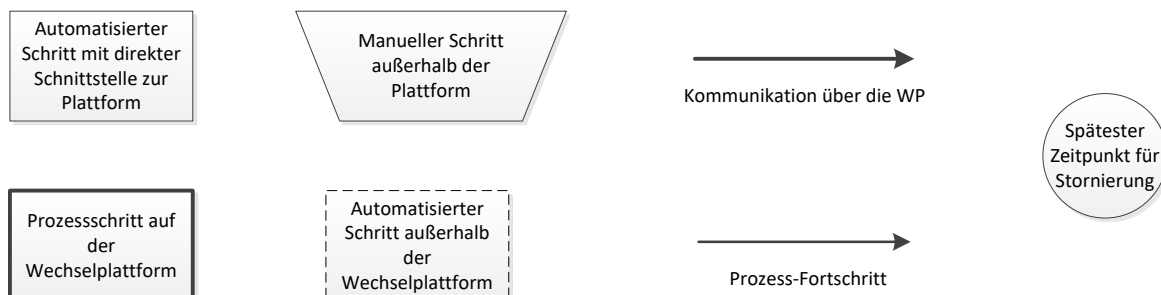 Automatisierter
Schritt mit direkter
Schnittstelle zur
Plattform
Manueller Schritt
außerhalb der
Plattform
Kommunikation über die WP
Spätester
Zeitpunkt für
Stornierung
Prozessschritt auf
der
Wechselplattform
Automatisierter
Schritt außerhalb
der
Wechselplattform
Prozess-Fortschritt